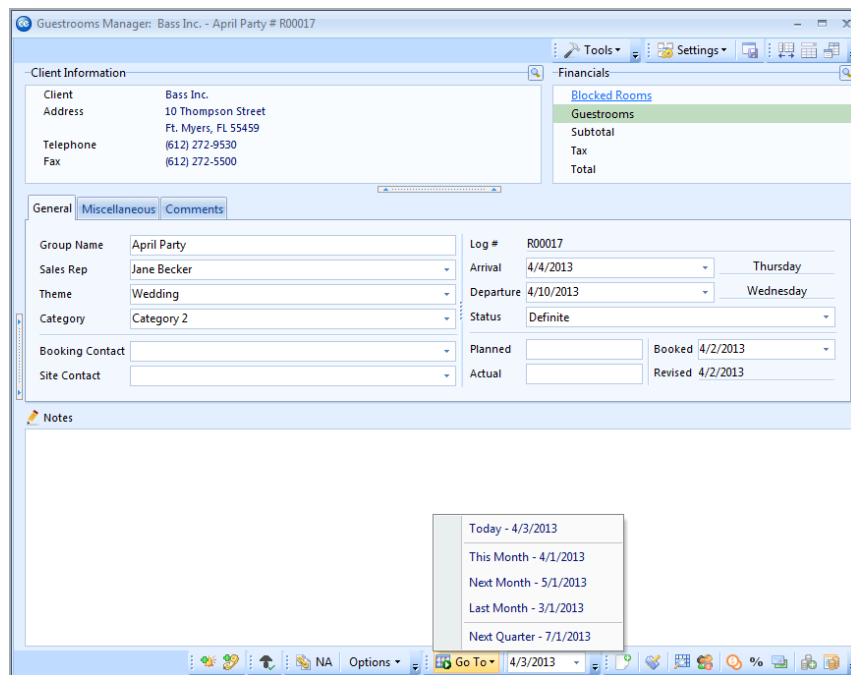 Guestrooms Manager: Bass Inc. - April Party # R00017
Tools
Settings
Client Information
Client Bass Inc.
Address 10 Thompson Street
Ft. Myers, FL 55459
Telephone (612) 272-9530
Fax (612) 272-5500
Financials
Blocked Rooms
Guestrooms
Subtotal
Tax
Total
General Miscellaneous Comments
Group Name April Party
Sales Rep Jane Becker
Theme Wedding
Category Category 2
Booking Contact
Site Contact
Log # R00017
Arrival 4/4/2013 Thursday
Departure 4/10/2013 Wednesday
Status Definite
Planned Booked 4/2/2013
Actual Revised 4/2/2013
Notes
Today - 4/3/2013
This Month - 4/1/2013
Next Month - 5/1/2013
Last Month - 3/1/2013
Next Quarter - 7/1/2013
NA Options Go To 4/3/2013 %